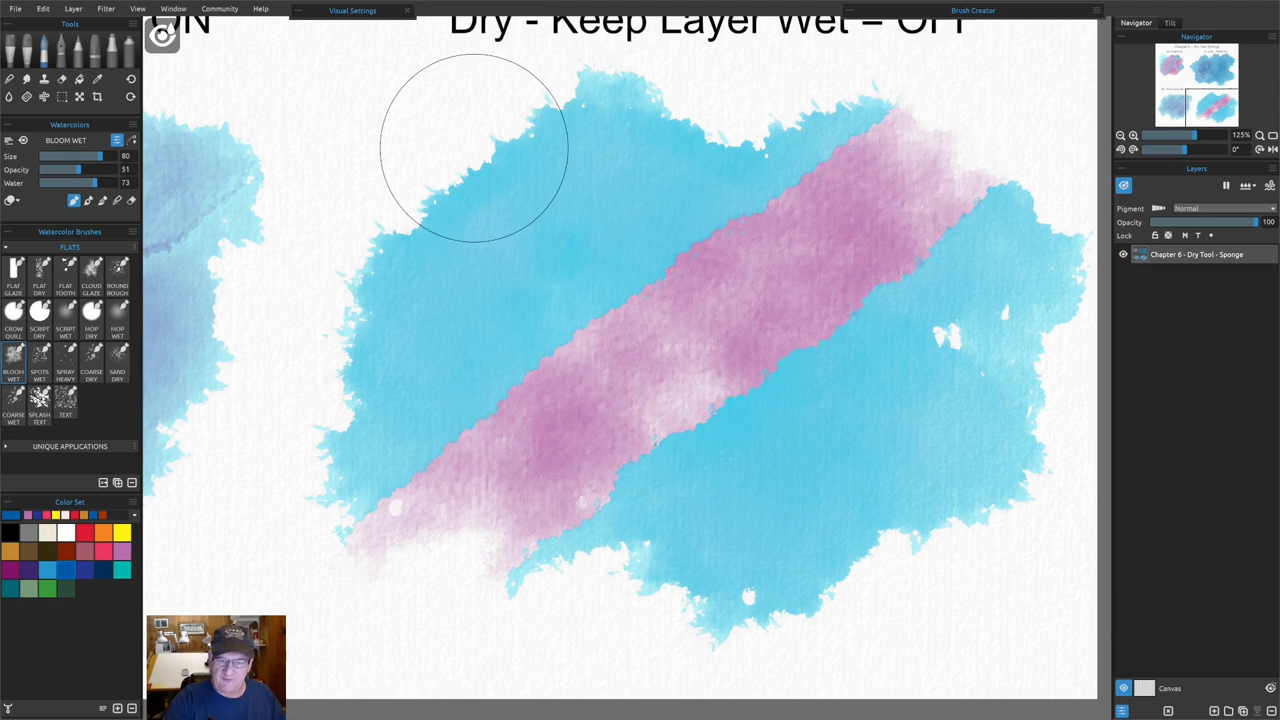 File Edit View Window Community Help
Layer Filter
Visual Settings
Brush Creator
Navigator Tilt
Tools
Navigator
ON
Dry - Keep Layer Wet = OFF
125%
0°
Watercolors
BLOOM WET
Size 80
Opacity 51
Water 73
Layers
Pigment Normal
Opacity 100
Lock M T
Chapter 6 - Dry Tool - Sponge
Watercolor Brushes
FLATS
FLAT GLAZE
FLAT DRY
FLAT TOOTH
CLOUD GLAZE
ROUND ROUGH
CROW QUILL
SCRIPT DRY
SCRIPT WET
MOP DRY
MOP WET
BLOOM WET
SPOTS WET
SPRAY HEAVY
COARSE DRY
SAND DRY
COARSE WET
SPLASH TEXT
TEXT
UNIQUE APPLICATIONS
Color Set
Canvas